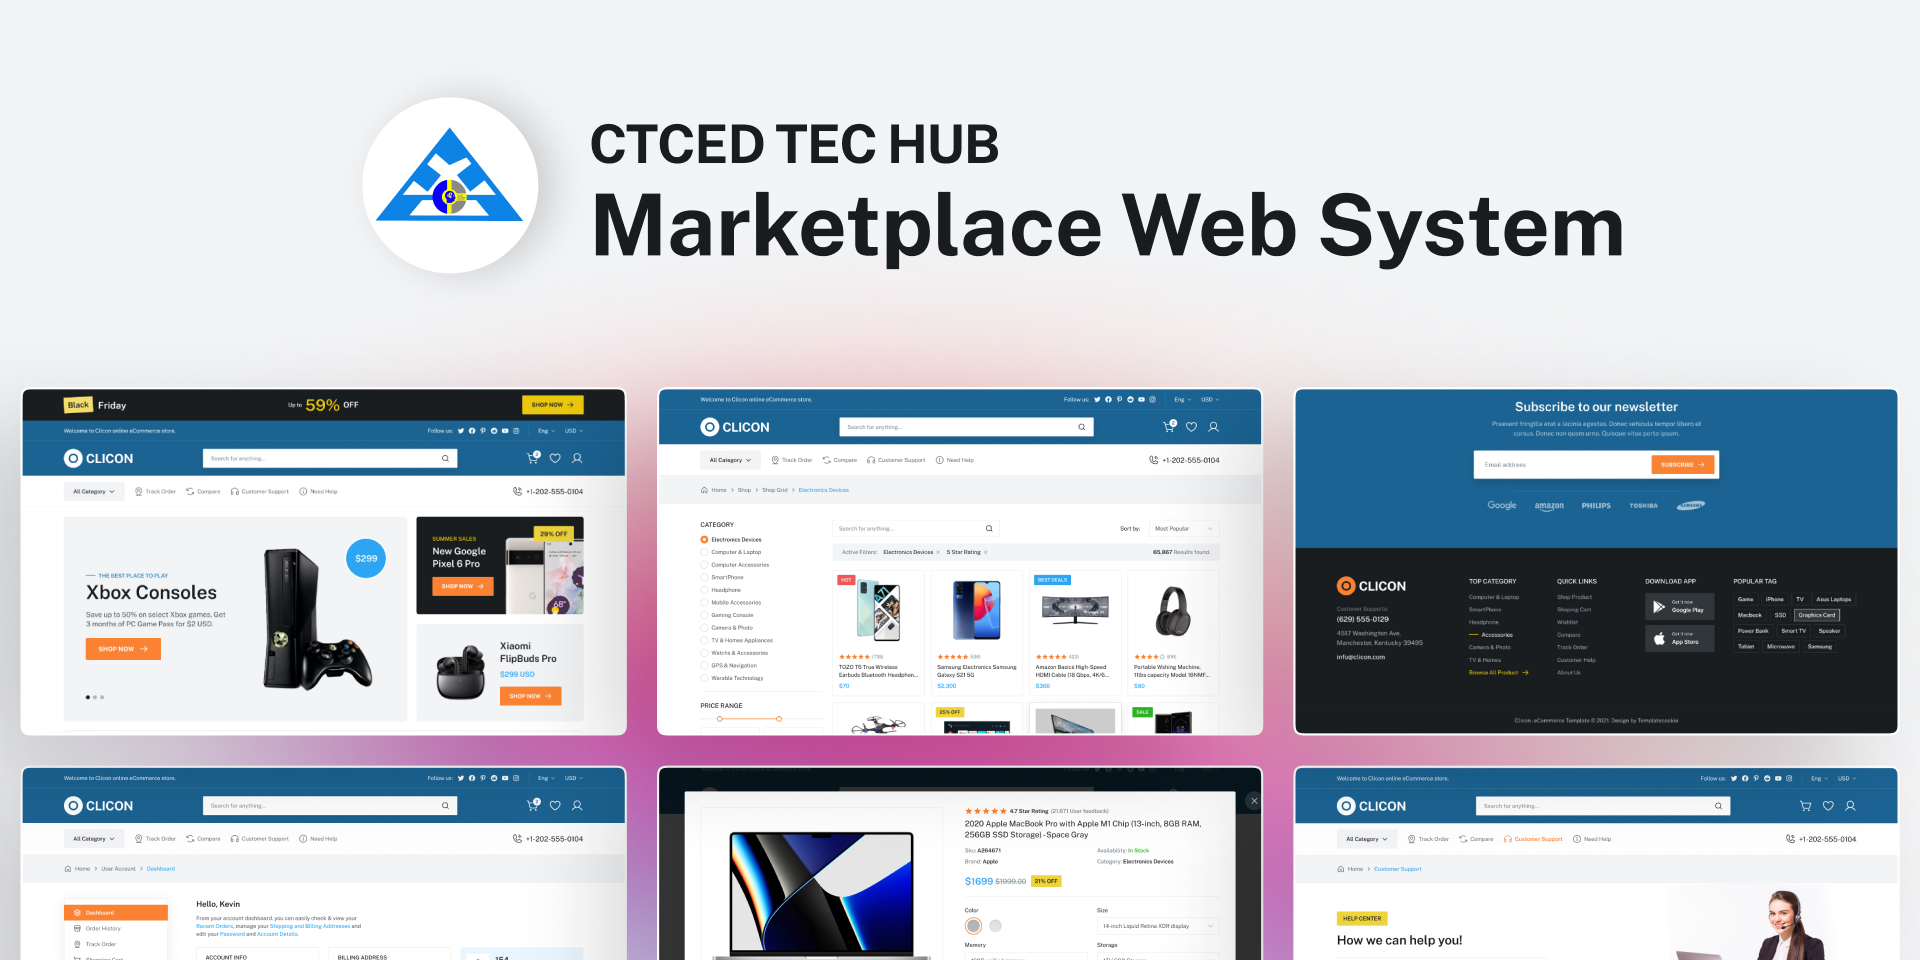 CTCED TEC HUB
Marketplace Web System
Black Friday
Up to 59% OFF
SHOP NOW
Welcome to Clicon online eCommerce store.
Follow us:
Eng
USD
CLICON
Search for anything...
2
All Category
Track Order
Compare
Customer Support
Need Help
+1-202-555-0104
THE BEST PLACE TO PLAY
Xbox Consoles
Save up to 50% on select Xbox games. Get
3 months of PC Game Pass for $2 USD.
SHOP NOW
$299
SUMMER SALES
New Google
Pixel 6 Pro
SHOP NOW
29% OFF
68°
Xiaomi
FlipBuds Pro
$299 USD
SHOP NOW
Welcome to Clicon online eCommerce store.
Follow us:
Eng
USD
CLICON
Search for anything...
2
All Category
Track Order
Compare
Customer Support
Need Help
+1-202-555-0104
Home > Shop > Shop Grid > Electronics Devices
CATEGORY
Electronics Devices
Computer & Laptop
Computer Accessories
SmartPhone
Headphone
Mobile Accessories
Gaming Console
Camera & Photo
TV & Homes Appliances
Watchs & Accessories
GPS & Navigation
Warable Technology
PRICE RANGE
Search for anything...
Sort by:
Most Popular
Active Filters:
Electronics Devices ×
5 Star Rating ×
65,867 Results found.
HOT
(738)
TOZO T6 True Wireless
Earbuds Bluetooth Headphon...
$70
(536)
Samsung Electronics Samsung
Galexy S21 5G
$2,300
BEST DEALS
(423)
Amazon Basics High-Speed
HDMI Cable (18 Gbps, 4K/6...
$360
(816)
Portable Wshing Machine,
11lbs capacity Model 18NMF...
$80
25% OFF
SALE
Subscribe to our newsletter
Praesent fringilla erat a lacinia egestas. Donec vehicula tempor libero et
cursus. Donec non quam urna. Quisque vitae porta ipsum.
Email address
SUBSCRIBE
Google
amazon
PHILIPS
TOSHIBA
SAMSUNG
CLICON
Customer Supports:
(629) 555-0129
4517 Washington Ave.
Manchester, Kentucky 39495
info@clicon.com
TOP CATEGORY
Computer & Laptop
SmartPhone
Headphone
Accessories
Camera & Photo
TV & Homes
Browse All Product
QUICK LINKS
Shop Product
Shoping Cart
Wishlist
Compare
Track Order
Customer Help
About Us
DOWNLOAD APP
Get it now
Google Play
Get it now
App Store
POPULAR TAG
Game
iPhone
TV
Asus Laptops
Macbook
SSD
Graphics Card
Power Bank
Smart TV
Speaker
Tablet
Microwave
Samsung
Clicon eCommerce Template © 2021. Design by Templatecookie
Welcome to Clicon online eCommerce store.
Follow us:
Eng
USD
CLICON
Search for anything...
2
All Category
Track Order
Compare
Customer Support
Need Help
+1-202-555-0104
Home > User Account > Dashboard
Dashboard
Order History
Track Order
Shopping Cart
Hello, Kevin
From your account dashboard. you can easily check & view your
Recent Orders, manage your Shipping and Billing Addresses and
edit your Password and Account Details.
ACCOUNT INFO
BILLING ADDRESS
154
4.7 Star Rating (21,671 User feedback)
2020 Apple MacBook Pro with Apple M1 Chip (13-inch, 8GB RAM,
256GB SSD Storage) - Space Gray
Sku: A264671
Availability: In Stock
Brand: Apple
Category: Electronics Devices
$1699 $1999.00
21% OFF
Color
Size
14-inch Liquid Retina XDR display
Memory
Storage
Welcome to Clicon online eCommerce store.
Follow us:
Eng
USD
CLICON
Search for anything...
All Category
Track Order
Compare
Customer Support
Need Help
+1-202-555-0104
Home > Customer Support
HELP CENTER
How we can help you!